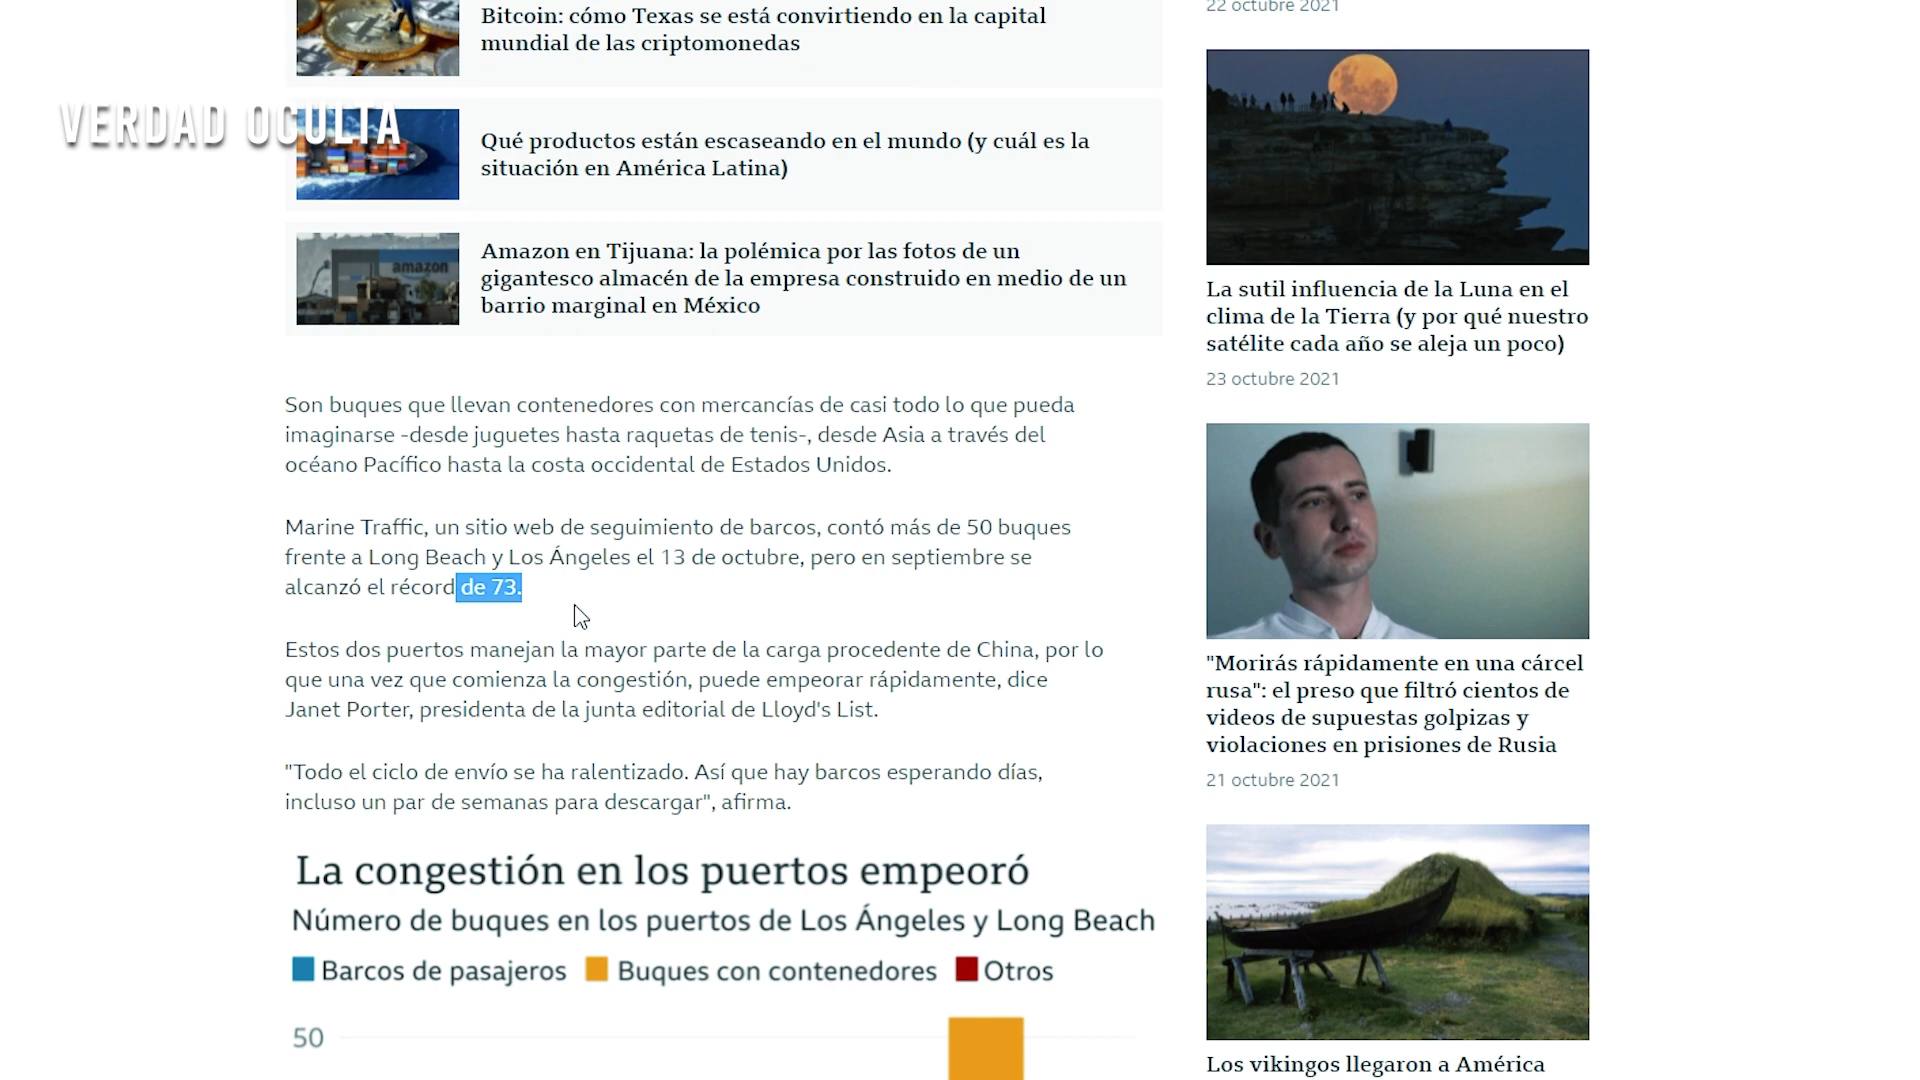 Bitcoin: cómo Texas se está convirtiendo en la capital
mundial de las criptomonedas
VERDAD OCULTA
Qué productos están escaseando en el mundo (y cuál es la
situación en América Latina)
amazon
Amazon en Tijuana: la polémica por las fotos de un
gigantesco almacén de la empresa construido en medio de un
barrio marginal en México
Son buques que llevan contenedores con mercancías de casi todo lo que pueda
imaginarse -desde juguetes hasta raquetas de tenis-, desde Asia a través del
océano Pacífico hasta la costa occidental de Estados Unidos.
Marine Traffic, un sitio web de seguimiento de barcos, contó más de 50 buques
frente a Long Beach y Los Ángeles el 13 de octubre, pero en septiembre se
alcanzó el récord de 73.
Estos dos puertos manejan la mayor parte de la carga procedente de China, por lo
que una vez que comienza la congestión, puede empeorar rápidamente, dice
Janet Porter, presidenta de la junta editorial de Lloyd's List.
"Todo el ciclo de envío se ha ralentizado. Así que hay barcos esperando días,
incluso un par de semanas para descargar", afirma.
La congestión en los puertos empeoró
Número de buques en los puertos de Los Ángeles y Long Beach
Barcos de pasajeros Buques con contenedores Otros
50
22 octubre 2021
La sutil influencia de la Luna en el
clima de la Tierra (y por qué nuestro
satélite cada año se aleja un poco)
23 octubre 2021
"Morirás rápidamente en una cárcel
rusa": el preso que filtró cientos de
videos de supuestas golpizas y
violaciones en prisiones de Rusia
21 octubre 2021
Los vikingos llegaron a América